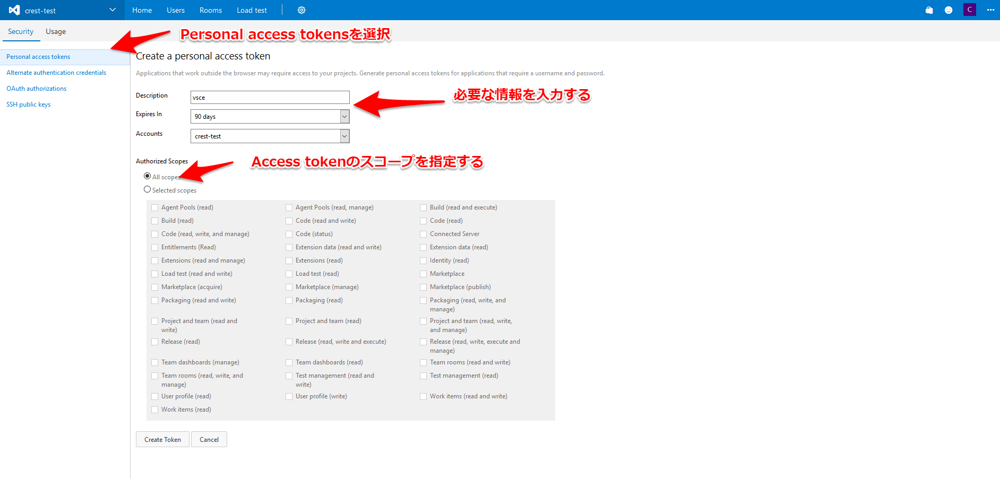 crest-test
Home Users Rooms Load test
C
Security Usage
Personal access tokensを選択
Personal access tokens
Alternate authentication credentials
OAuth authorizations
SSH public keys
Create a personal access token
Applications that work outside the browser may require access to your projects. Generate personal access tokens for applications that require a username and password.
必要な情報を入力する
Description vsce
Expires In 90 days
Accounts crest-test
Authorized Scopes
Access tokenのスコープを指定する
All scopes
Selected scopes
Agent Pools (read) Agent Pools (read, manage) Build (read and execute)
Build (read) Code (read and write) Code (read)
Code (read, write, and manage) Code (status) Connected Server
Entitlements (Read) Extension data (read and write) Extension data (read)
Extensions (read and manage) Extensions (read) Identity (read)
Load test (read and write) Load test (read) Marketplace
Marketplace (acquire) Marketplace (manage) Marketplace (publish)
Packaging (read and write) Packaging (read) Packaging (read, write, and
manage)
Project and team (read and Project and team (read) Project and team (read, write,
write) and manage)
Release (read) Release (read, write and execute) Release (read, write, execute and
manage)
Team dashboards (manage) Team dashboards (read) Team rooms (read and write)
Team rooms (read, write, and Test management (read and Test management (read)
manage) write)
User profile (read) User profile (write) Work items (read and write)
Work items (read)
Create Token Cancel